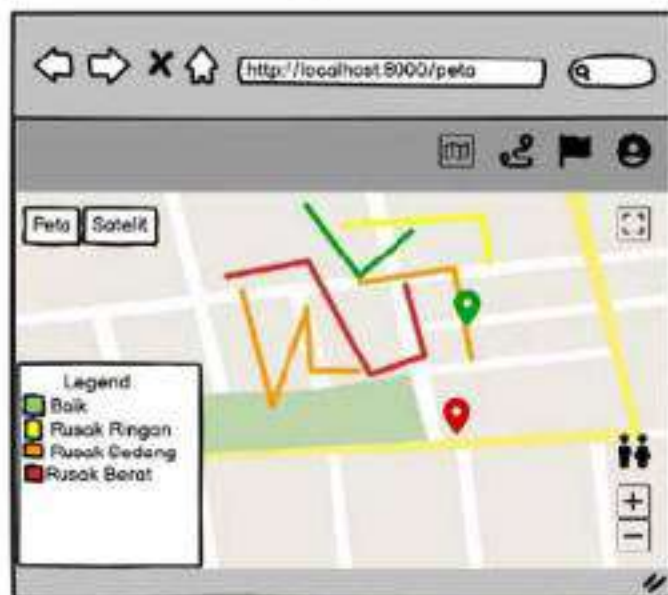 http://localhost:8000/peta
Peta Satelit
Legend
Baik
Rusak Ringan
Rusak Sedang
Rusak Berat